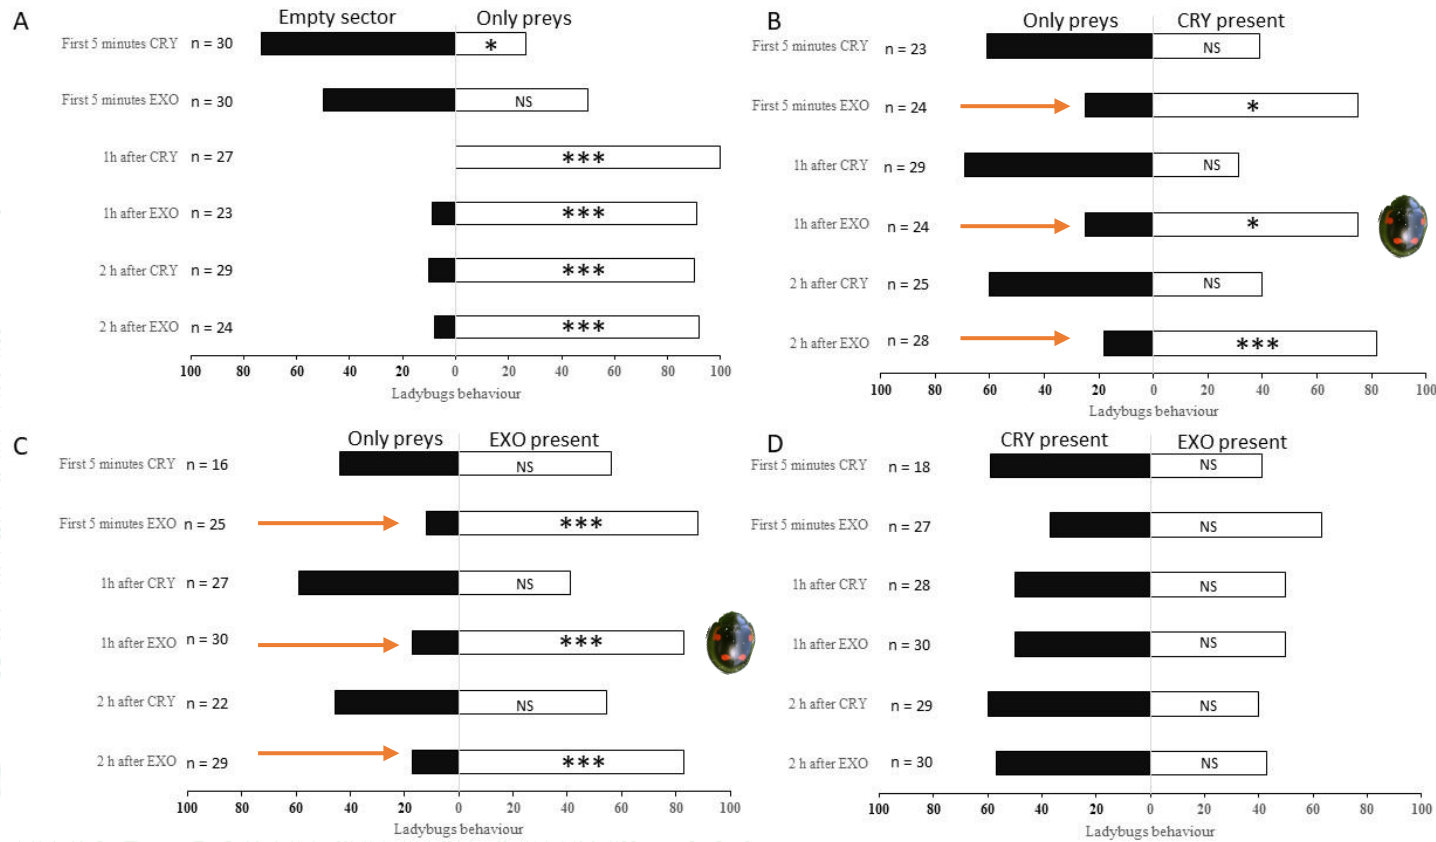 A
Empty sector Only preys
First 5 minutes CRY n = 30 *
First 5 minutes EXO n = 30 NS
1h after CRY n = 27 ***
1h after EXO n = 23 ***
2 h after CRY n = 29 ***
2 h after EXO n = 24 ***
100 80 60 40 20 0 20 40 60 80 100
Ladybugs behaviour
B
Only preys CRY present
First 5 minutes CRY n = 23 NS
First 5 minutes EXO n = 24 *
1h after CRY n = 29 NS
1h after EXO n = 24 *
2 h after CRY n = 25 NS
2 h after EXO n = 28 ***
100 80 60 40 20 0 20 40 60 80 100
Ladybugs behaviour
C
Only preys EXO present
First 5 minutes CRY n = 16 NS
First 5 minutes EXO n = 25 ***
1h after CRY n = 27 NS
1h after EXO n = 30 ***
2 h after CRY n = 22 NS
2 h after EXO n = 29 ***
100 80 60 40 20 0 20 40 60 80 100
Ladybugs behaviour
D
CRY present EXO present
First 5 minutes CRY n = 18 NS
First 5 minutes EXO n = 27 NS
1h after CRY n = 28 NS
1h after EXO n = 30 NS
2 h after CRY n = 29 NS
2 h after EXO n = 30 NS
100 80 60 40 20 0 20 40 60 80 100
Ladybugs behaviour